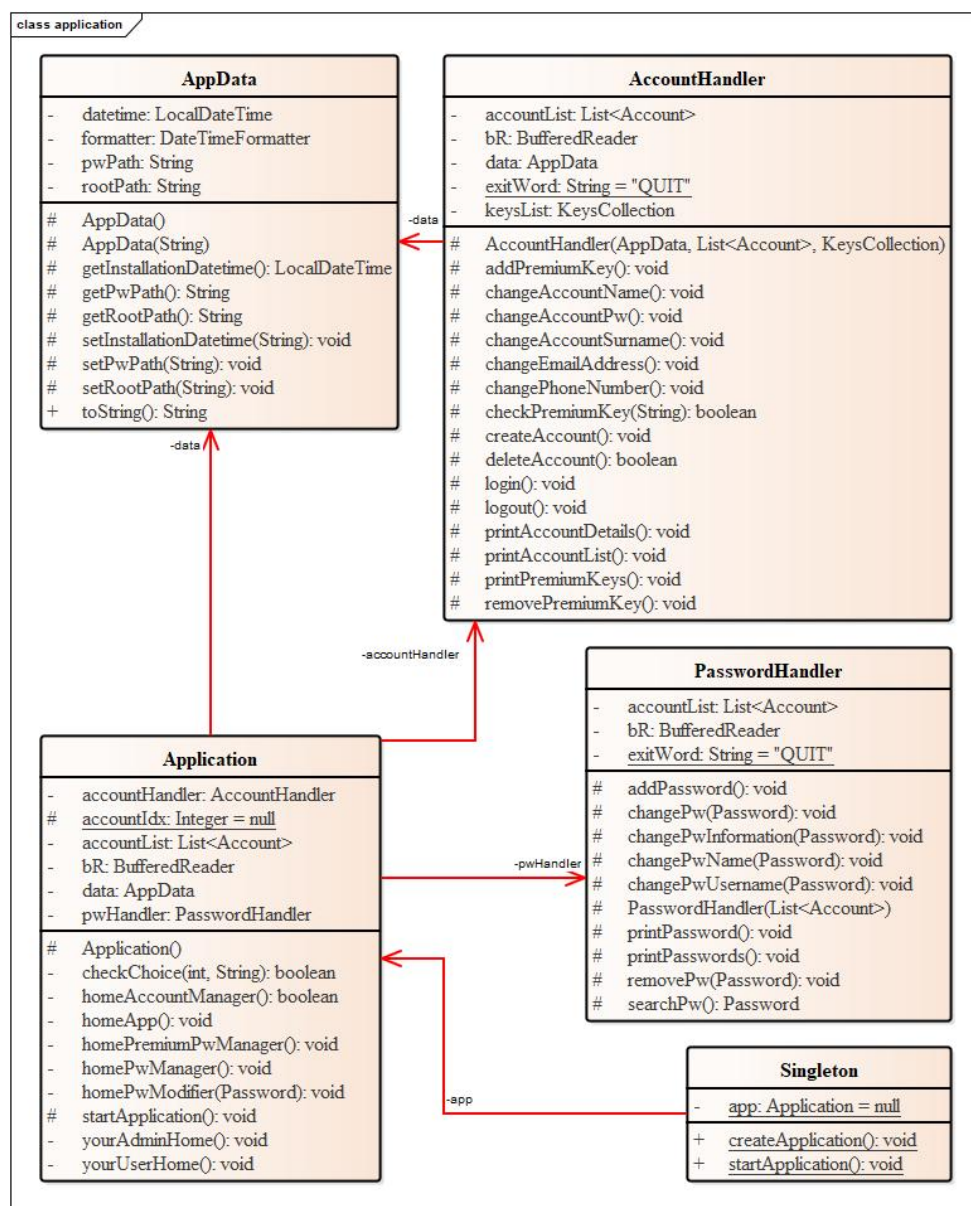 class application
AppData
- datetime: LocalDateTime
- formatter: DateTimeFormatter
- pwPath: String
- rootPath: String
# AppData()
# AppData(String)
# getInstallationDatetime(): LocalDateTime
# getPwPath(): String
# getRootPath(): String
# setInstallationDatetime(String): void
# setPwPath(String): void
# setRootPath(String): void
+ toString(): String
AccountHandler
- accountList: List<Account>
- bR: BufferedReader
- data: AppData
- exitWord: String = "QUIT"
- keysList: KeysCollection
# AccountHandler(AppData, List<Account>, KeysCollection)
# addPremiumKey(): void
# changeAccountName(): void
# changeAccountPw(): void
# changeAccountSurname(): void
# changeEmailAddress(): void
# changePhoneNumber(): void
# checkPremiumKey(String): boolean
# createAccount(): void
# deleteAccount(): boolean
# login(): void
# logout(): void
# printAccountDetails(): void
# printAccountList(): void
# printPremiumKeys(): void
# removePremiumKey(): void
-data
-data
-accountHandler
PasswordHandler
- accountList: List<Account>
- bR: BufferedReader
- exitWord: String = "QUIT"
# addPassword(): void
# changePw(Password): void
# changePwInformation(Password): void
# changePwName(Password): void
# changePwUsername(Password): void
# PasswordHandler(List<Account>)
# printPassword(): void
# printPasswords(): void
# removePw(Password): void
# searchPw(): Password
Application
- accountHandler: AccountHandler
# accountIdx: Integer = null
- accountList: List<Account>
- bR: BufferedReader
- data: AppData
- pwHandler: PasswordHandler
# Application()
- checkChoice(int, String): boolean
- homeAccountManager(): boolean
- homeApp(): void
- homePremiumPwManager(): void
- homePwManager(): void
- homePwModifier(Password): void
# startApplication(): void
- yourAdminHome(): void
- yourUserHome(): void
-pwHandler
-app
Singleton
- app: Application = null
+ createApplication(): void
+ startApplication(): void